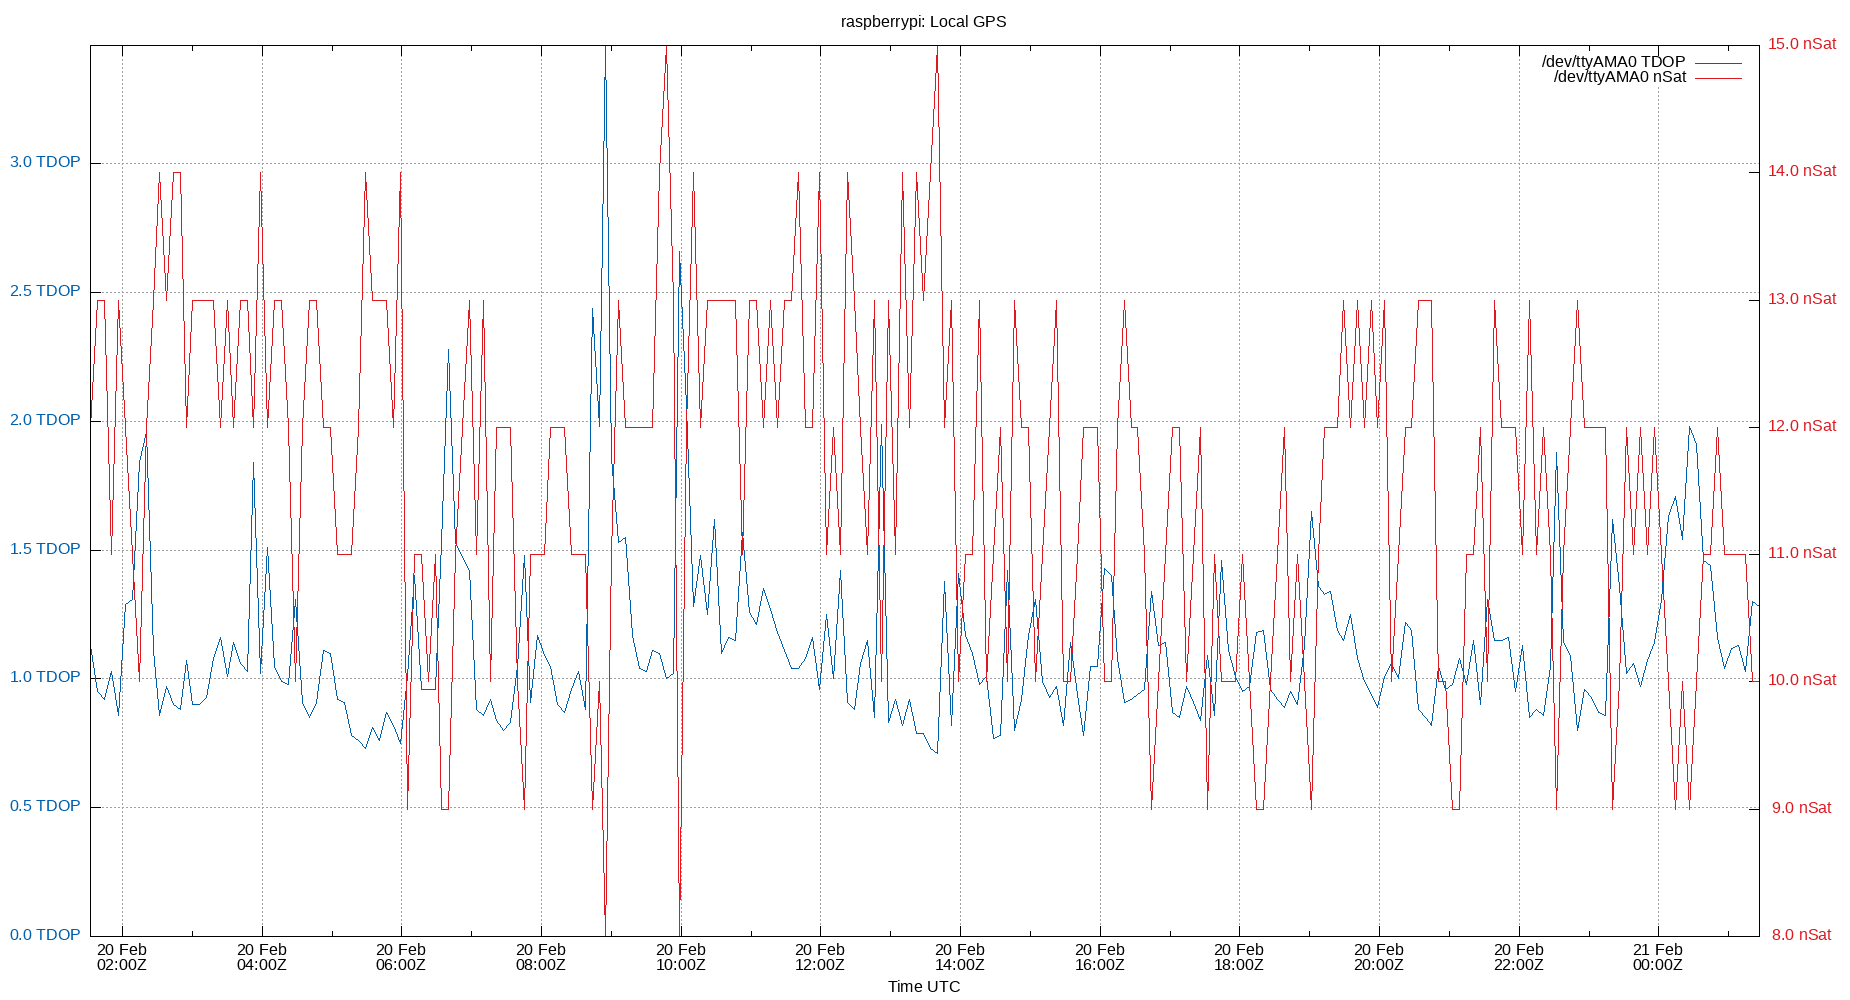 raspberrypi: Local GPS
/dev/ttyAMA0 TDOP
/dev/ttyAMA0 nSat
3.0 TDOP
2.5 TDOP
2.0 TDOP
1.5 TDOP
1.0 TDOP
0.5 TDOP
0.0 TDOP
15.0 nSat
14.0 nSat
13.0 nSat
12.0 nSat
11.0 nSat
10.0 nSat
9.0 nSat
8.0 nSat
20 Feb
02:00Z
20 Feb
04:00Z
20 Feb
06:00Z
20 Feb
08:00Z
20 Feb
10:00Z
20 Feb
12:00Z
20 Feb
14:00Z
20 Feb
16:00Z
20 Feb
18:00Z
20 Feb
20:00Z
20 Feb
22:00Z
21 Feb
00:00Z
Time UTC